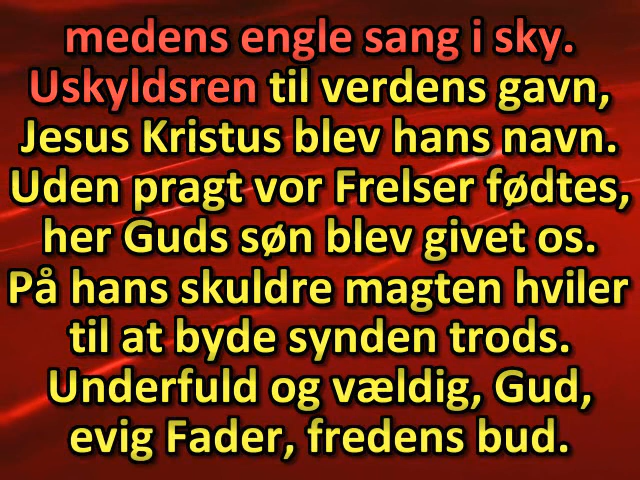 medens engle sang i sky.
Uskyldsren til verdens gavn,
Jesus Kristus blev hans navn.
Uden pragt vor Frelser fødtes,
her Guds søn blev givet os.
På hans skuldre magten hviler
til at byde synden trods.
Underfuld og vældig, Gud,
evig Fader, fredens bud.